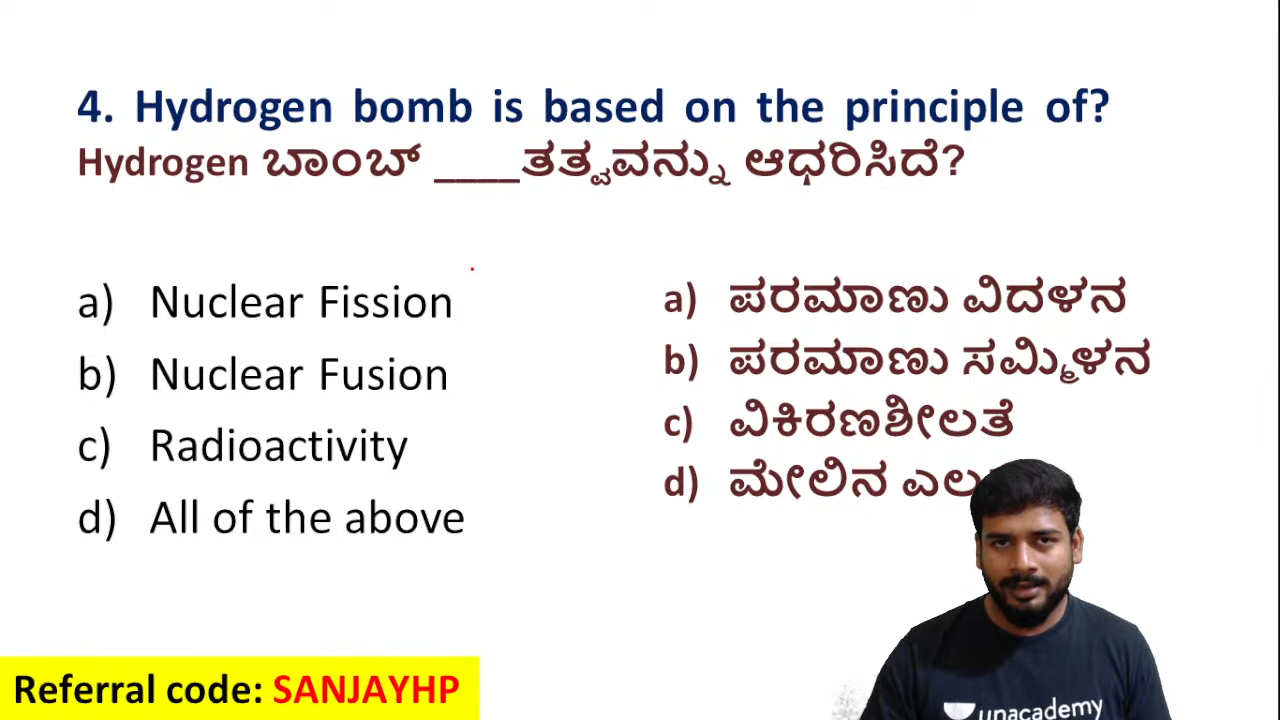 4. Hydrogen bomb is based on the principle of?
Hydrogen ಬಾಂಬ್ ____ತತ್ವವನ್ನು ಆಧರಿಸಿದೆ?
a) Nuclear Fission
b) Nuclear Fusion
c) Radioactivity
d) All of the above
a) ಪರಮಾಣು ವಿದಳನ
b) ಪರಮಾಣು ಸಮ್ಮಿಳನ
c) ವಿಕಿರಣಶೀಲತೆ
d) ಮೇಲಿನ
Referral code: SANJAYHP
unacademy